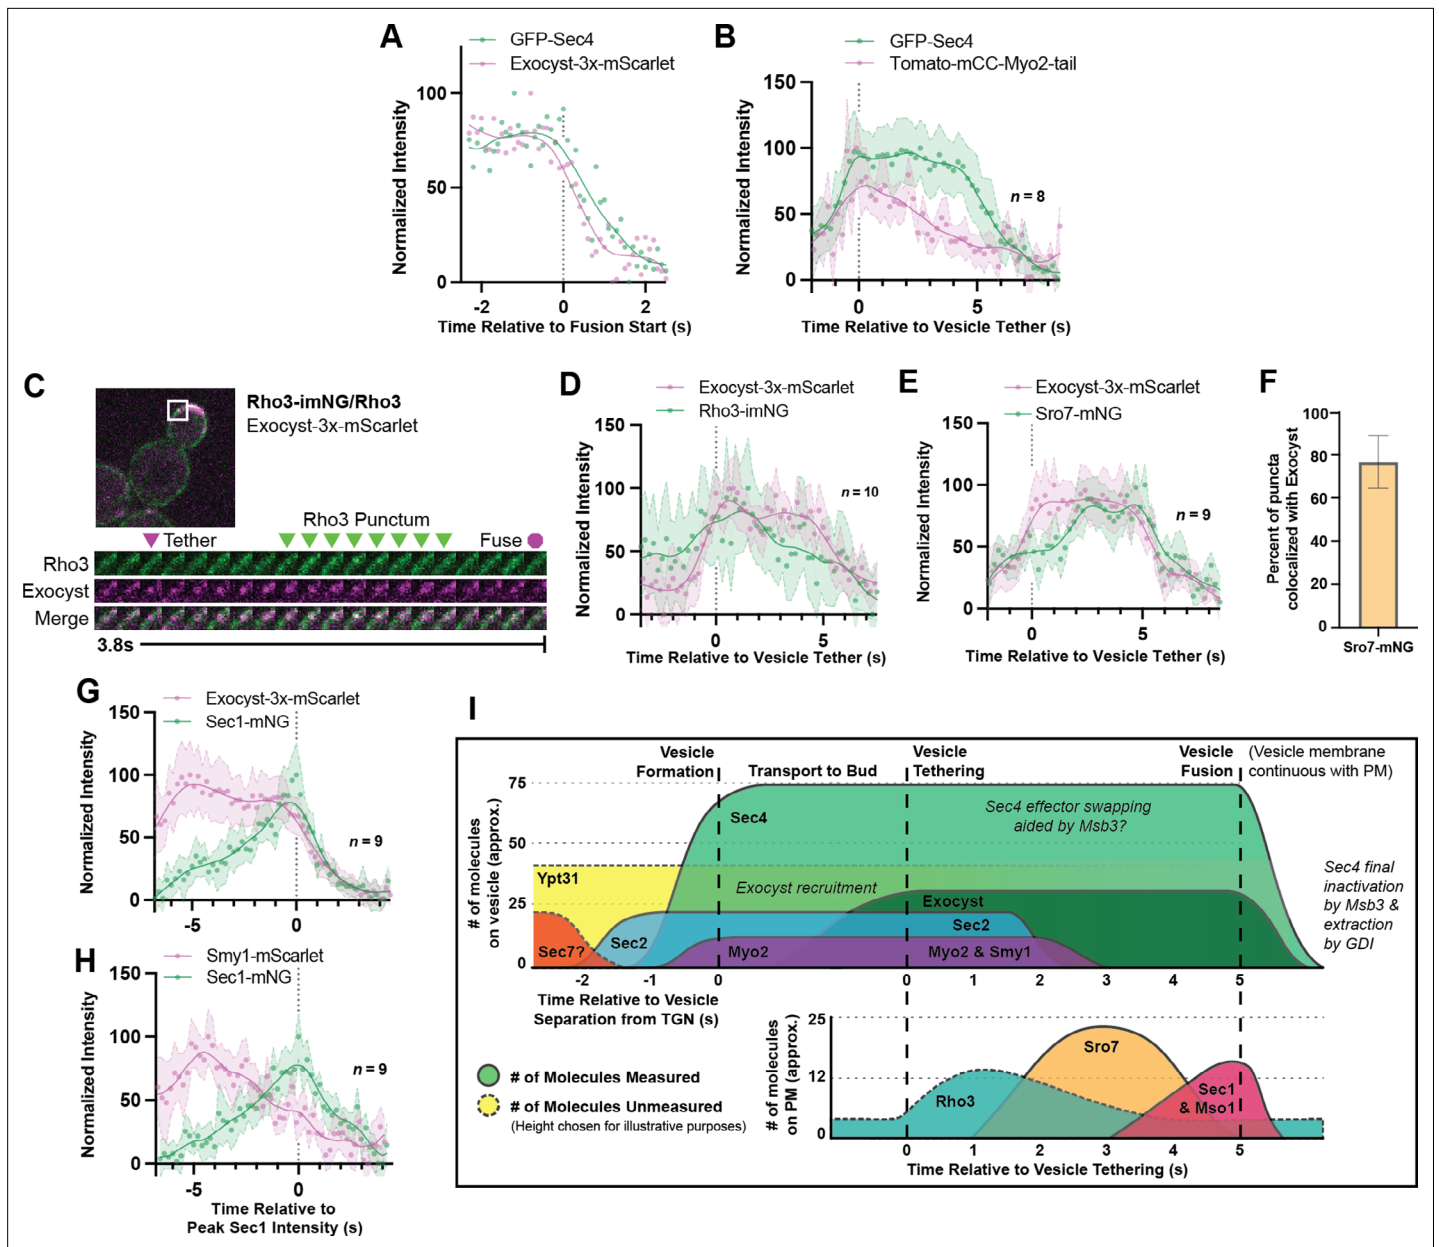 A
GFP-Sec4
Exocyst-3x-mScarlet
Normalized Intensity
100
50
0
-2
0
2
Time Relative to Fusion Start (s)
B
GFP-Sec4
Tomato-mCC-Myo2-tail
Normalized Intensity
150
100
50
0
n = 8
0
5
Time Relative to Vesicle Tether (s)
C
Rho3-imNG/Rho3
Exocyst-3x-mScarlet
Rho3 Punctum
Tether
Fuse
Rho3
Exocyst
Merge
3.8s
D
Exocyst-3x-mScarlet
Rho3-imNG
Normalized Intensity
150
100
50
0
n = 10
0
5
Time Relative to Vesicle Tether (s)
E
Exocyst-3x-mScarlet
Sro7-mNG
Normalized Intensity
150
100
50
0
n = 9
0
5
Time Relative to Vesicle Tether (s)
F
Percent of puncta
colocalized with Exocyst
100
80
60
40
20
0
Sro7-mNG
G
Exocyst-3x-mScarlet
Sec1-mNG
Normalized Intensity
150
100
50
0
n = 9
-5
0
H
Smy1-mScarlet
Sec1-mNG
Normalized Intensity
150
100
50
0
n = 9
-5
0
Time Relative to
Peak Sec1 Intensity (s)
I
Vesicle
Formation
Transport to Bud
Vesicle
Tethering
Vesicle
Fusion
(Vesicle membrane
continuous with PM)
# of molecules
on vesicle (approx.)
75
50
25
0
Sec4
Sec4 effector swapping
aided by Msb3?
Ypt31
Exocyst recruitment
Exocyst
Sec7?
Sec2
Sec2
Myo2
Myo2 & Smy1
Sec4 final
inactivation
by Msb3 &
extraction
by GDI
-2
-1
0
0
1
2
3
4
5
Time Relative to Vesicle
Separation from TGN (s)
# of Molecules Measured
# of Molecules Unmeasured
(Height chosen for illustrative purposes)
# of molecules
on PM (approx.)
25
12
0
Rho3
Sro7
Sec1
& Mso1
0
1
2
3
4
5
Time Relative to Vesicle Tethering (s)